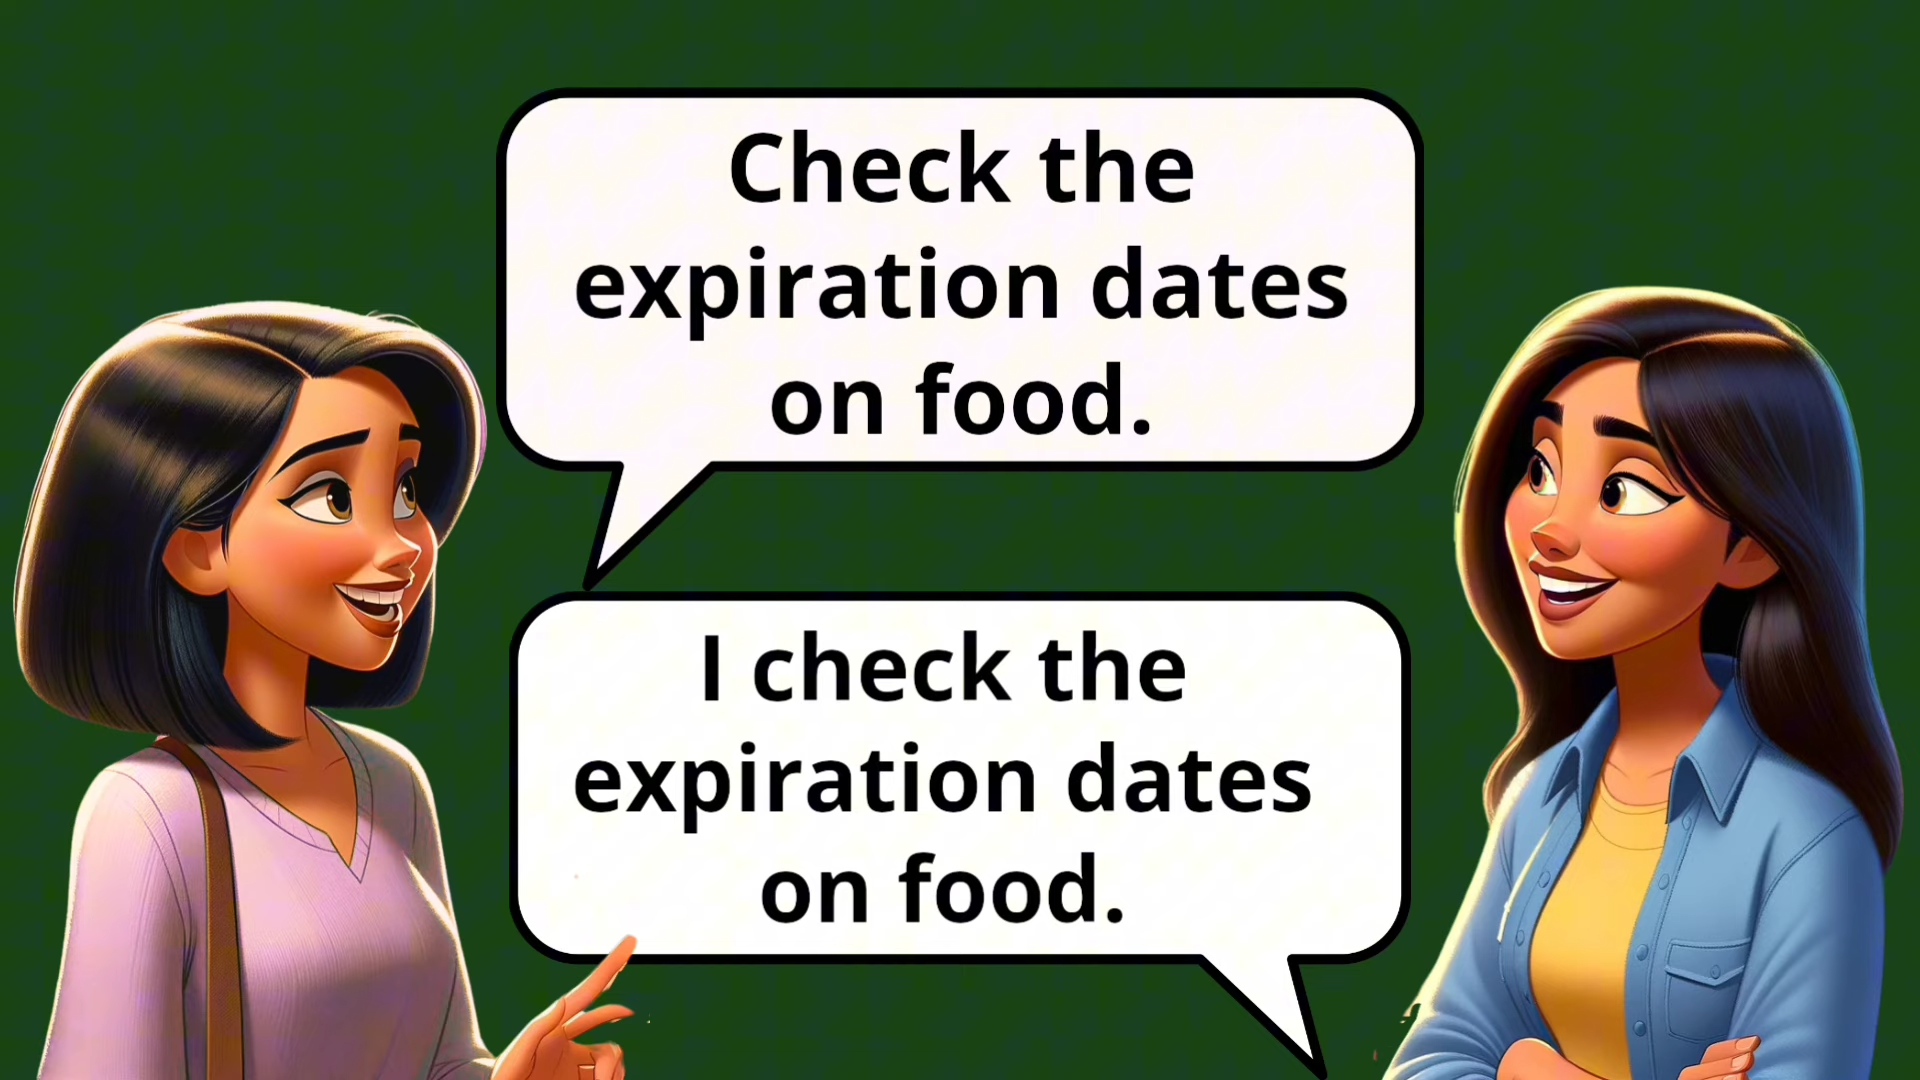 Check the
expiration dates
on food.
I check the
expiration dates
on food.